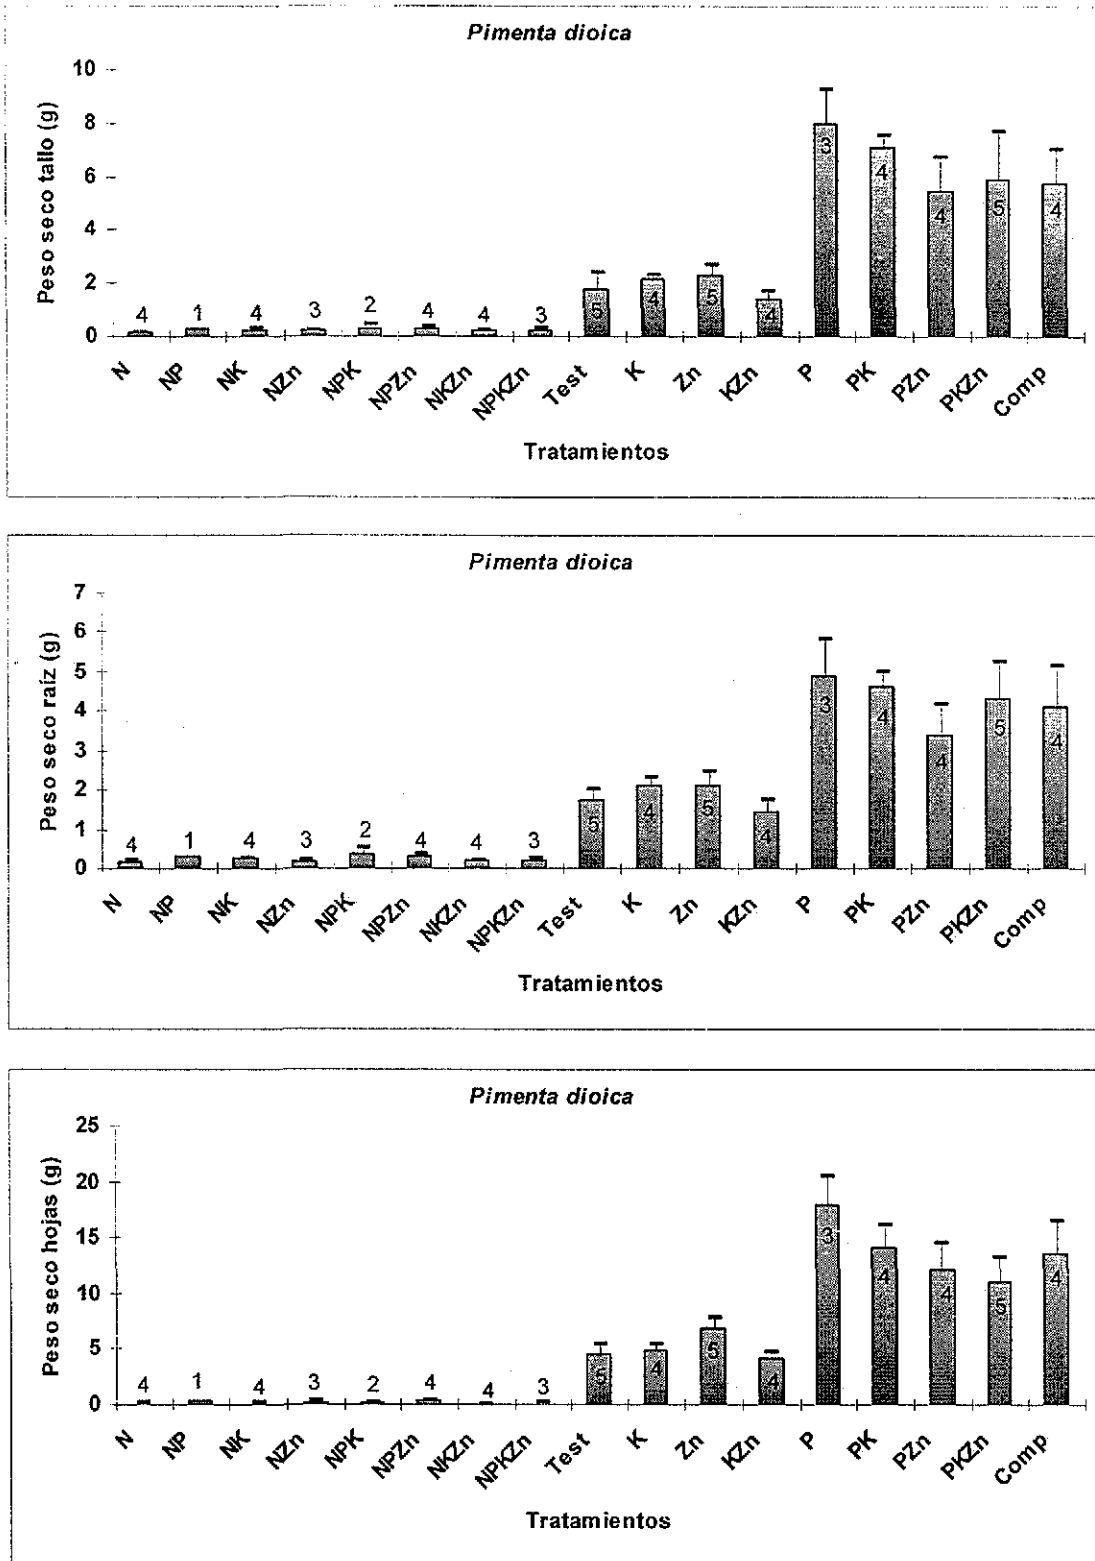 Pimenta dioica
Peso seco tallo (g)
10
8
6
4
2
0
4 1 4 3 2 4 4 3 5 4 5 4 3 4 4 5 4
N NP NK NZn NPK NPZn NKZn NPKZn Test K Zn KZn P PK PZn PKZn Comp
Tratamientos
Pimenta dioica
Peso seco raíz (g)
7
6
5
4
3
2
1
0
4 1 4 3 2 4 4 3 5 4 5 4 3 4 4 5 4
N NP NK NZn NPK NPZn NKZn NPKZn Test K Zn KZn P PK PZn PKZn Comp
Tratamientos
Pimenta dioica
Peso seco hojas (g)
25
20
15
10
5
0
4 1 4 3 2 4 4 3 5 4 5 4 3 4 4 5 4
N NP NK NZn NPK NPZn NKZn NPKZn Test K Zn KZn P PK PZn PKZn Comp
Tratamientos